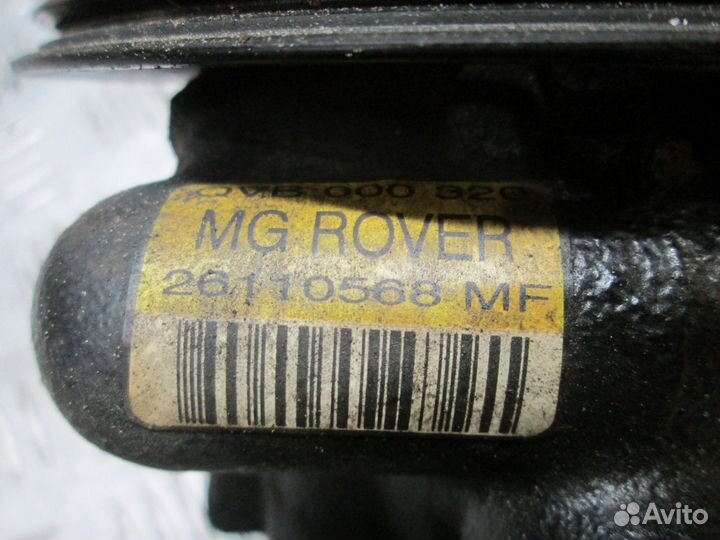 QVB 000 320
MG ROVER
26110568 MF
Avito